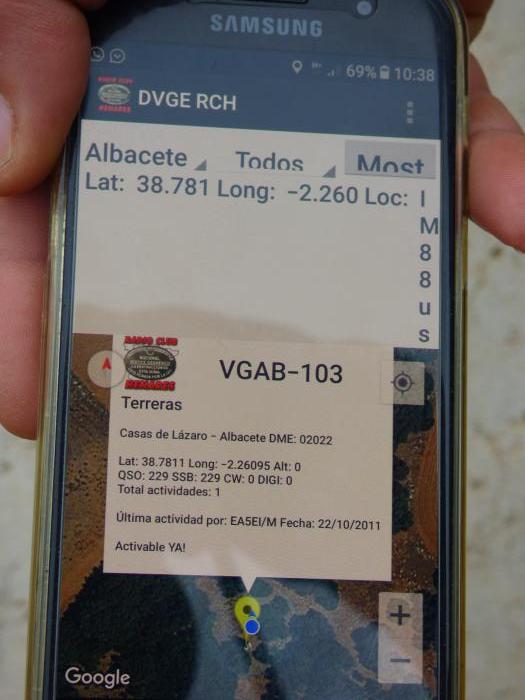 SAMSUNG
69% 10:38
DVGE RCH
Albacete Todos Most
Lat: 38.781 Long: -2.260 Loc: I
M
8
8
u
s
RADIO CLUB
HENARES
VGAB-103
Terreras
Casas de Lázaro - Albacete DME: 02022
Lat: 38.7811 Long: -2.26095 Alt: 0
QSO: 229 SSB: 229 CW: 0 DIGI: 0
Total actividades: 1
Última actividad por: EA5EI/M Fecha: 22/10/2011
Activable YA!
+
−
Google